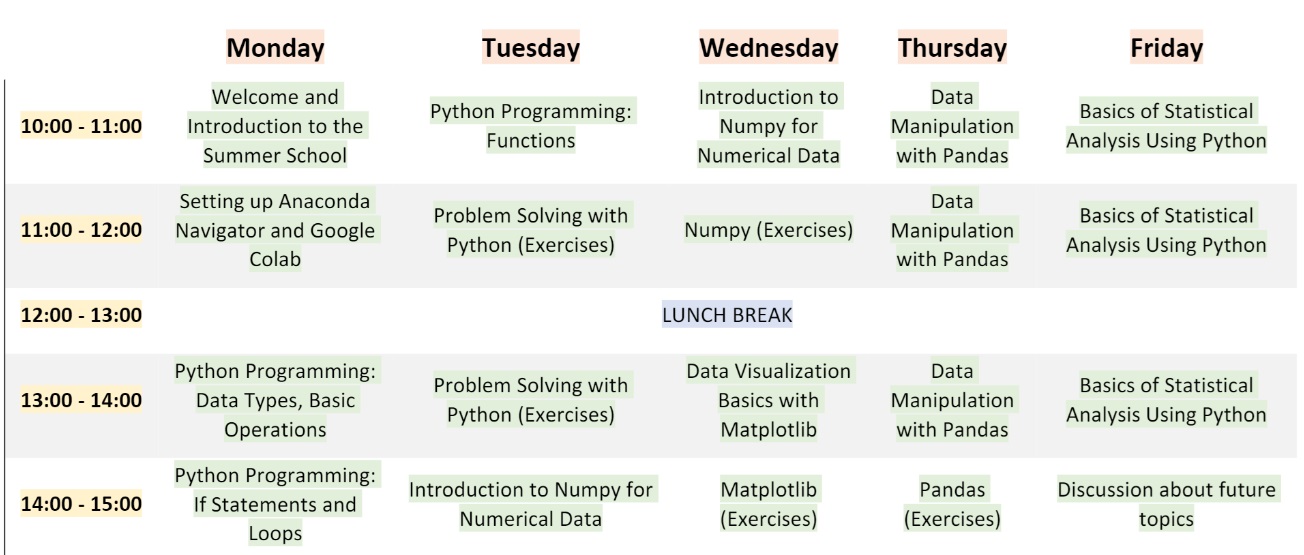 Monday Tuesday Wednesday Thursday Friday
10:00 - 11:00
Welcome and
Introduction to the
Summer School
Python Programming:
Functions
Introduction to
Numpy for
Numerical Data
Data
Manipulation
with Pandas
Basics of Statistical
Analysis Using Python
11:00 - 12:00
Setting up Anaconda
Navigator and Google
Colab
Problem Solving with
Python (Exercises)
Numpy (Exercises)
Data
Manipulation
with Pandas
Basics of Statistical
Analysis Using Python
12:00 - 13:00
LUNCH BREAK
13:00 - 14:00
Python Programming:
Data Types, Basic
Operations
Problem Solving with
Python (Exercises)
Data Visualization
Basics with
Matplotlib
Data
Manipulation
with Pandas
Basics of Statistical
Analysis Using Python
14:00 - 15:00
Python Programming:
If Statements and
Loops
Introduction to Numpy for
Numerical Data
Matplotlib
(Exercises)
Pandas
(Exercises)
Discussion about future
topics